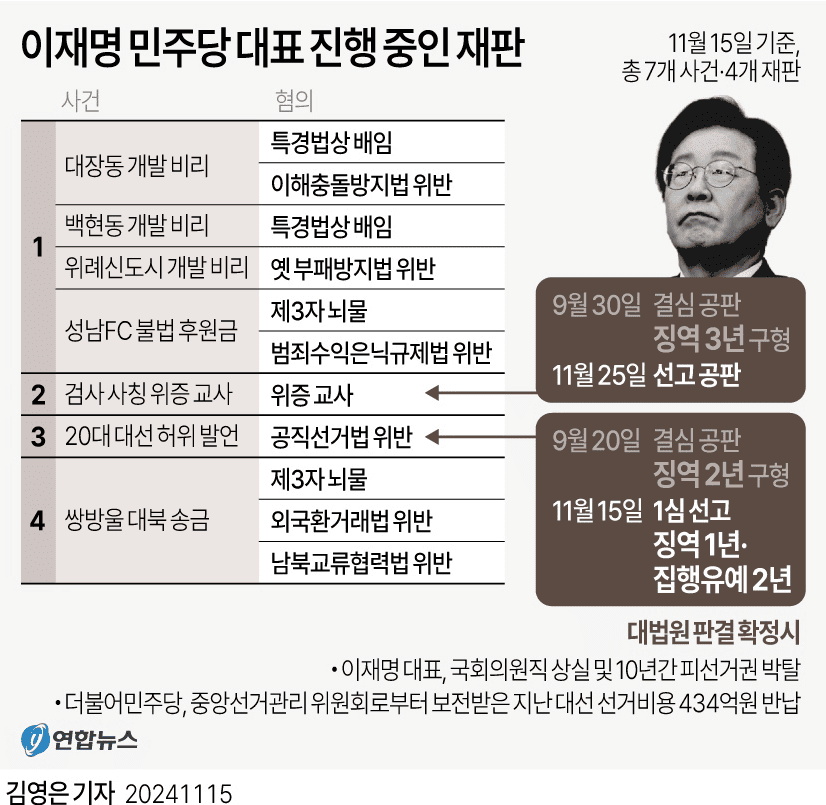 이재명 민주당 대표 진행 중인 재판
11월 15일 기준,
총 7개 사건·4개 재판
사건 혐의
1
대장동 개발 비리
특경법상 배임
이해충돌방지법 위반
백현동 개발 비리 특경법상 배임
위례신도시 개발 비리 옛 부패방지법 위반
성남FC 불법 후원금
제3자 뇌물
범죄수익은닉규제법 위반
2 검사 사칭 위증 교사 위증 교사
3 20대 대선 허위 발언 공직선거법 위반
4 쌍방울 대북 송금
제3자 뇌물
외국환거래법 위반
남북교류협력법 위반
9월 30일 결심 공판
징역 3년 구형
11월 25일 선고 공판
9월 20일 결심 공판
징역 2년 구형
11월 15일 1심 선고
징역 1년·
집행유예 2년
대법원 판결 확정시
• 이재명 대표, 국회의원직 상실 및 10년간 피선거권 박탈
• 더불어민주당, 중앙선거관리 위원회로부터 보전받은 지난 대선 선거비용 434억원 반납
y 연합뉴스
김영은 기자 20241115